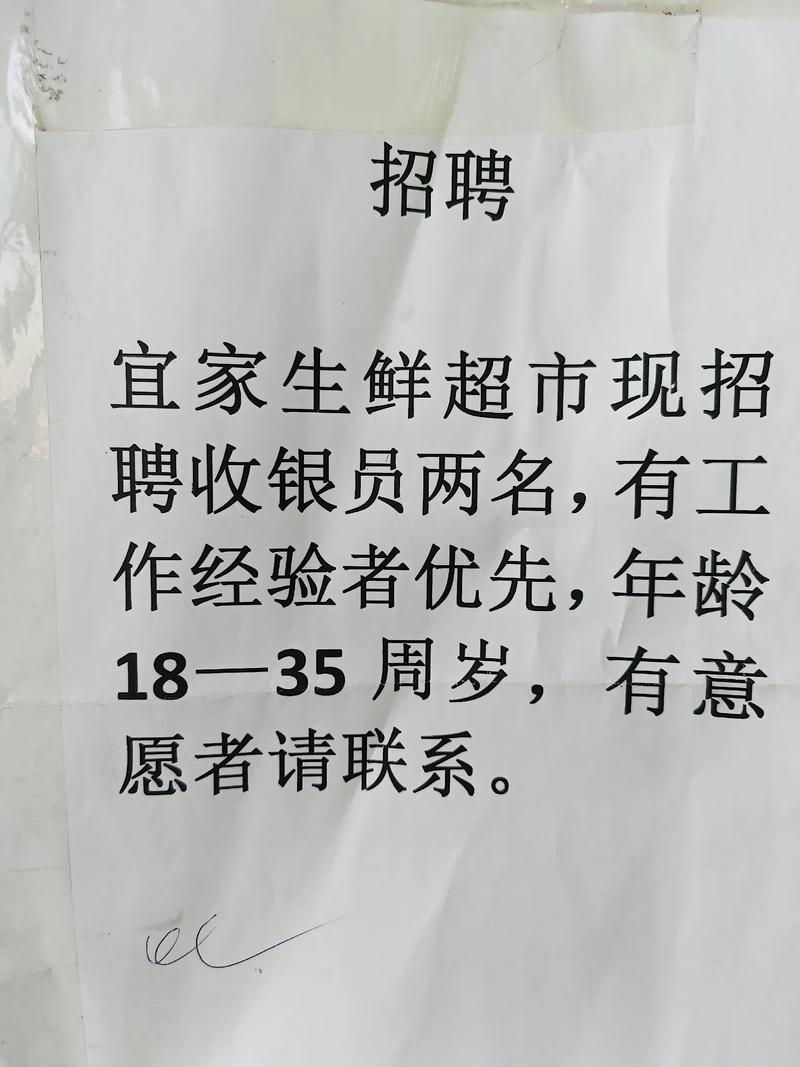 招聘
宜家生鲜超市现招
聘收银员两名，有工
作经验者优先，年龄
18—35 周岁，有意
愿者请联系。